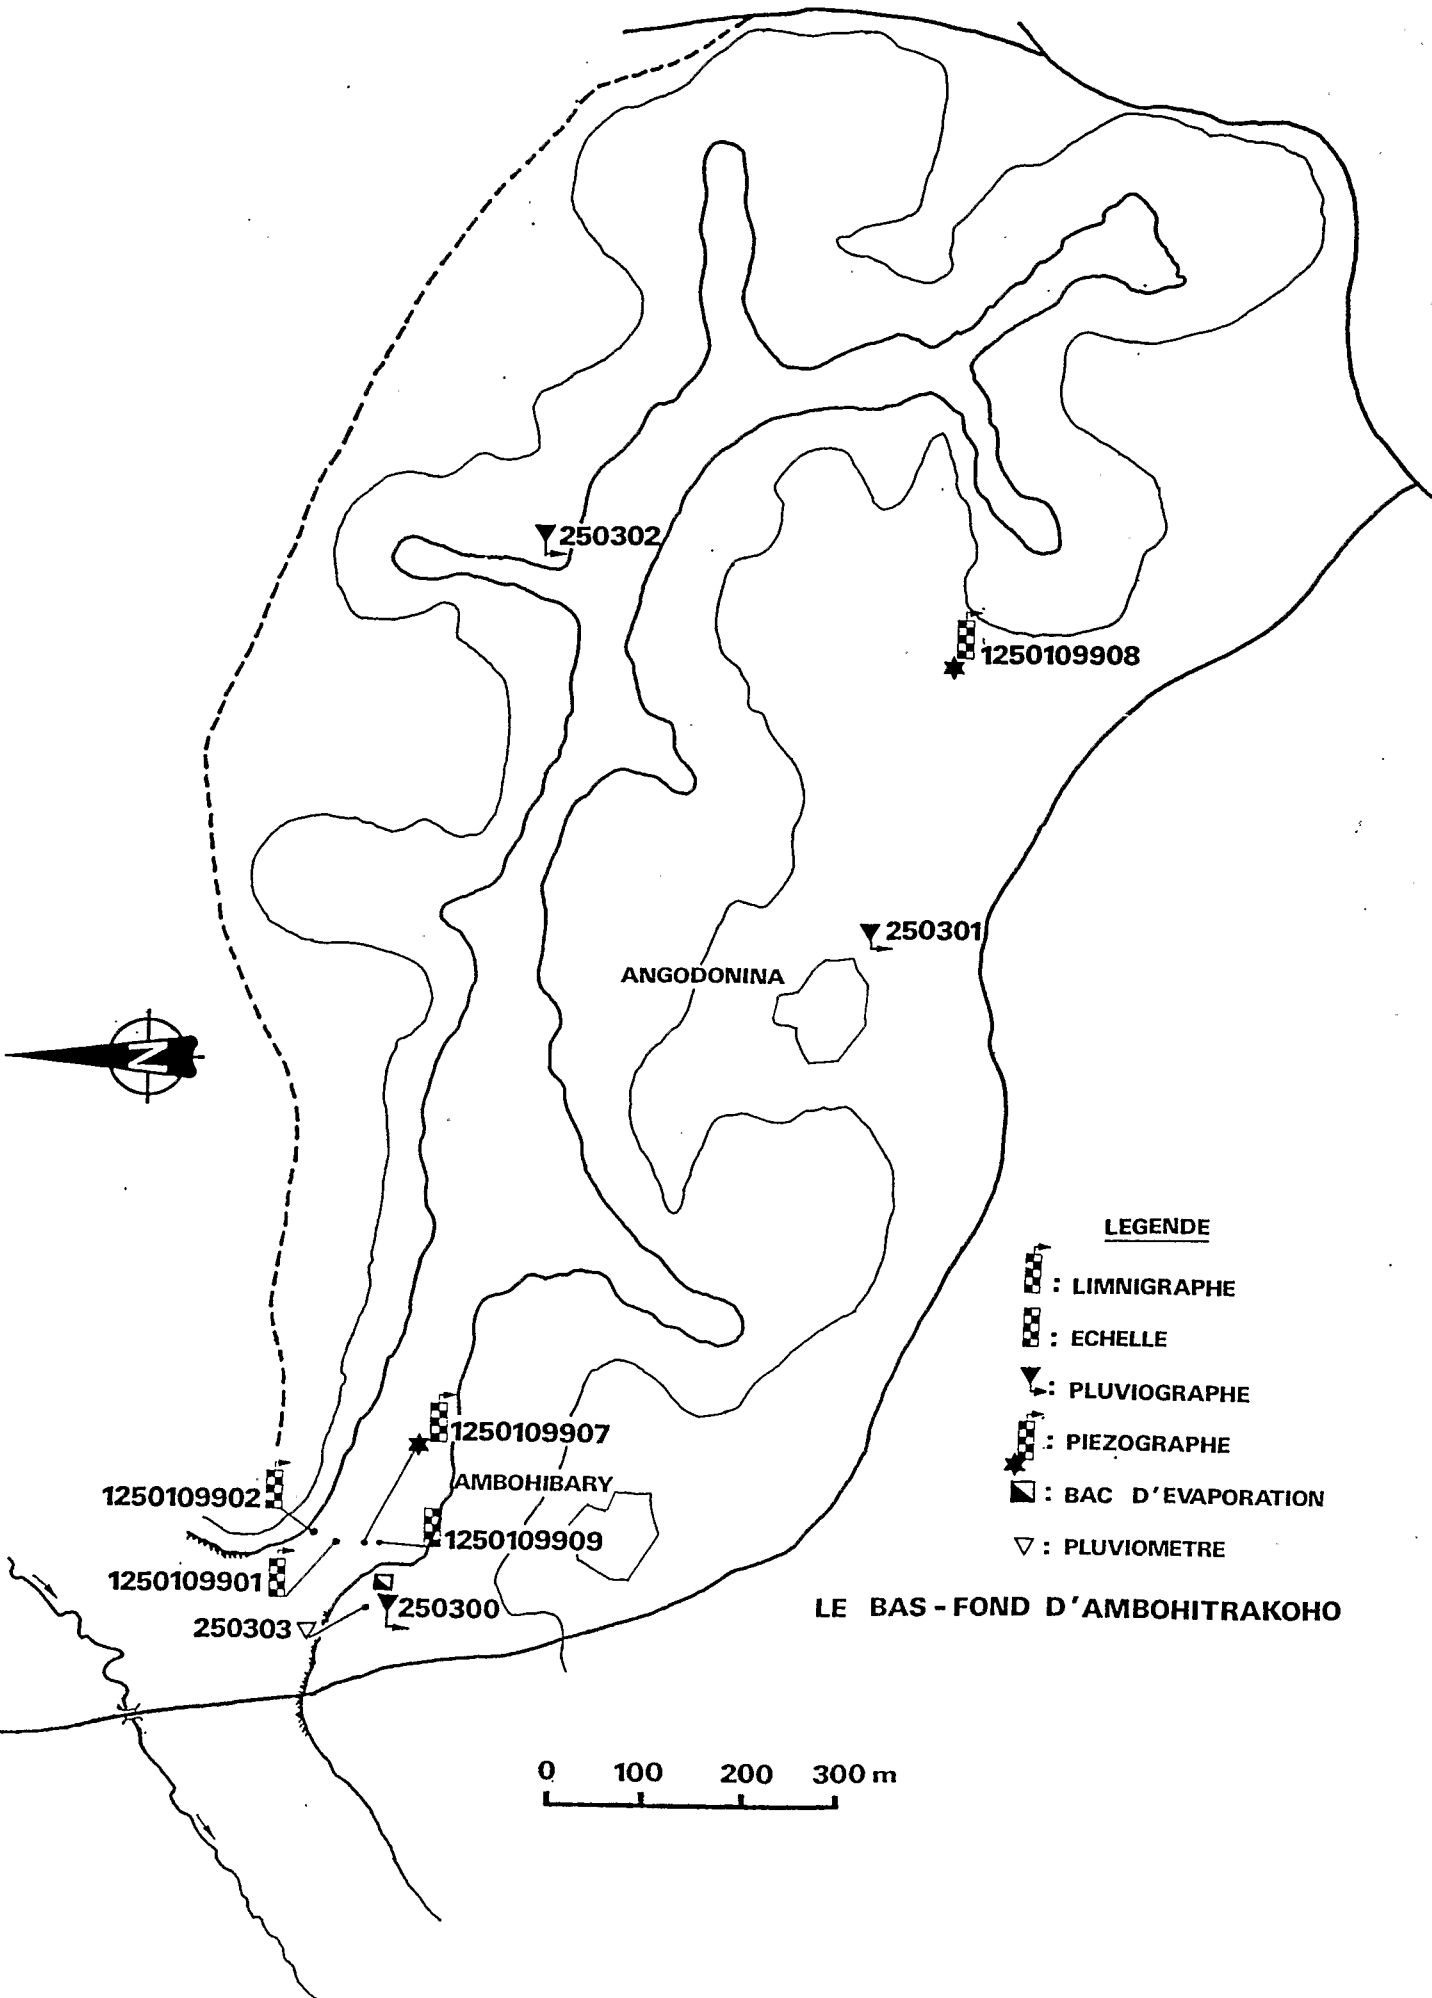 250302
1250109908
250301
ANGODONINA
N
LEGENDE
: LIMNIGRAPHE
: ECHELLE
: PLUVIOGRAPHE
: PIEZOGRAPHE
: BAC D'EVAPORATION
: PLUVIOMETRE
1250109907
AMBOHIBARY
1250109902
1250109909
1250109901
250300
250303
LE BAS-FOND D'AMBOHITRAKOHO
0 100 200 300 m